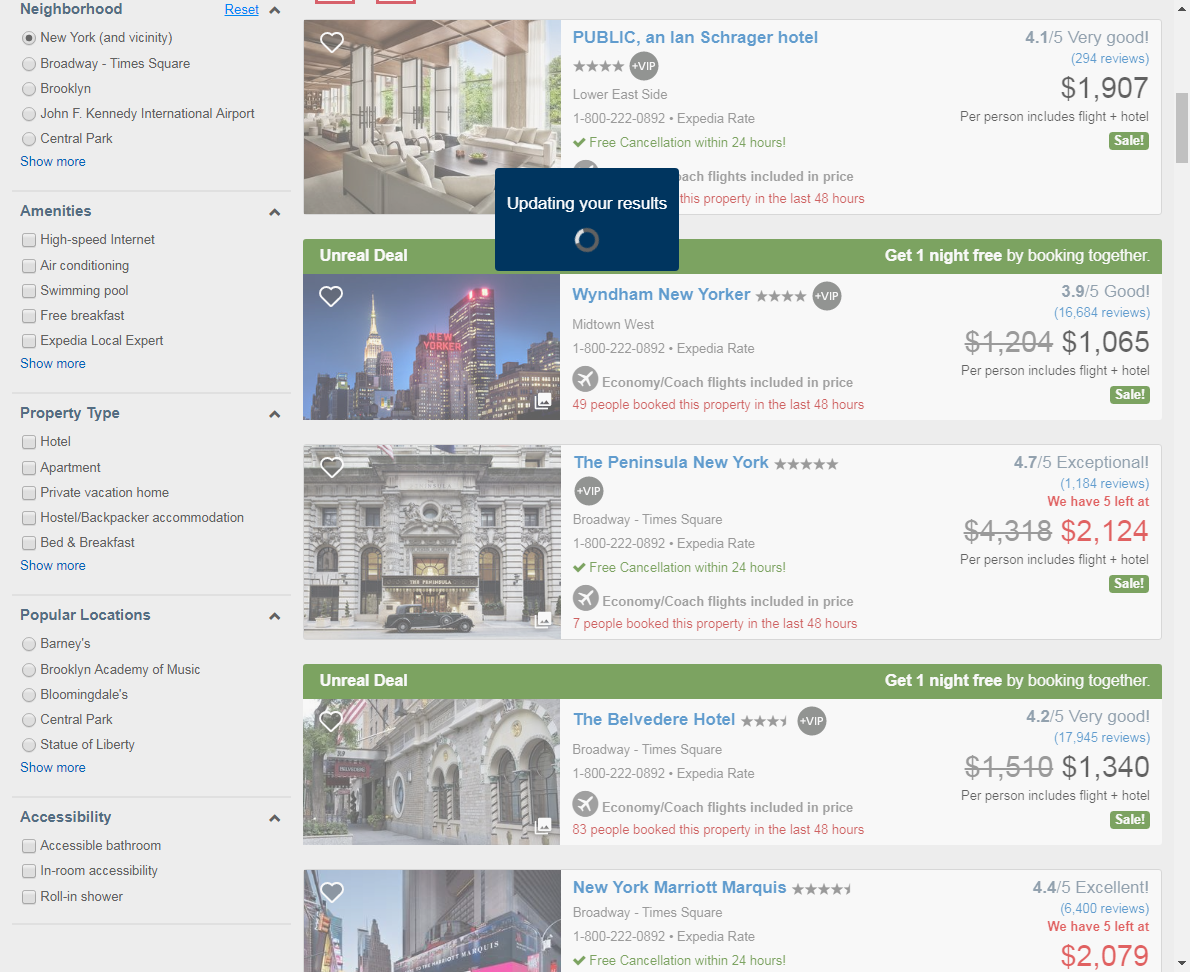 Neighborhood Reset
New York (and vicinity)
Broadway - Times Square
Brooklyn
John F. Kennedy International Airport
Central Park
Show more
Amenities
High-speed Internet
Air conditioning
Swimming pool
Free breakfast
Expedia Local Expert
Show more
Property Type
Hotel
Apartment
Private vacation home
Hostel/Backpacker accommodation
Bed & Breakfast
Show more
Popular Locations
Barney's
Brooklyn Academy of Music
Bloomingdale's
Central Park
Statue of Liberty
Show more
Accessibility
Accessible bathroom
In-room accessibility
Roll-in shower
PUBLIC, an Ian Schrager hotel
+VIP
Lower East Side
1-800-222-0892 • Expedia Rate
Free Cancellation within 24 hours!
ach flights included in price
this property in the last 48 hours
4.1/5 Very good!
(294 reviews)
$1,907
Per person includes flight + hotel
Sale!
Updating your results
Unreal Deal
Get 1 night free by booking together.
NEW
YORKER
Wyndham New Yorker
+VIP
Midtown West
1-800-222-0892 • Expedia Rate
Economy/Coach flights included in price
49 people booked this property in the last 48 hours
3.9/5 Good!
(16,684 reviews)
$1,204 $1,065
Per person includes flight + hotel
Sale!
THE PENINSULA
The Peninsula New York
+VIP
Broadway - Times Square
1-800-222-0892 • Expedia Rate
Free Cancellation within 24 hours!
Economy/Coach flights included in price
7 people booked this property in the last 48 hours
4.7/5 Exceptional!
(1,184 reviews)
We have 5 left at
$4,318 $2,124
Per person includes flight + hotel
Sale!
Unreal Deal
Get 1 night free by booking together.
BELVEDERE
The Belvedere Hotel
+VIP
Broadway - Times Square
1-800-222-0892 • Expedia Rate
Economy/Coach flights included in price
83 people booked this property in the last 48 hours
4.2/5 Very good!
(17,945 reviews)
$1,510 $1,340
Per person includes flight + hotel
Sale!
MARRIOTT MARQUIS
New York Marriott Marquis
Broadway - Times Square
1-800-222-0892 • Expedia Rate
Free Cancellation within 24 hours!
4.4/5 Excellent!
(6,400 reviews)
We have 5 left at
$2,079